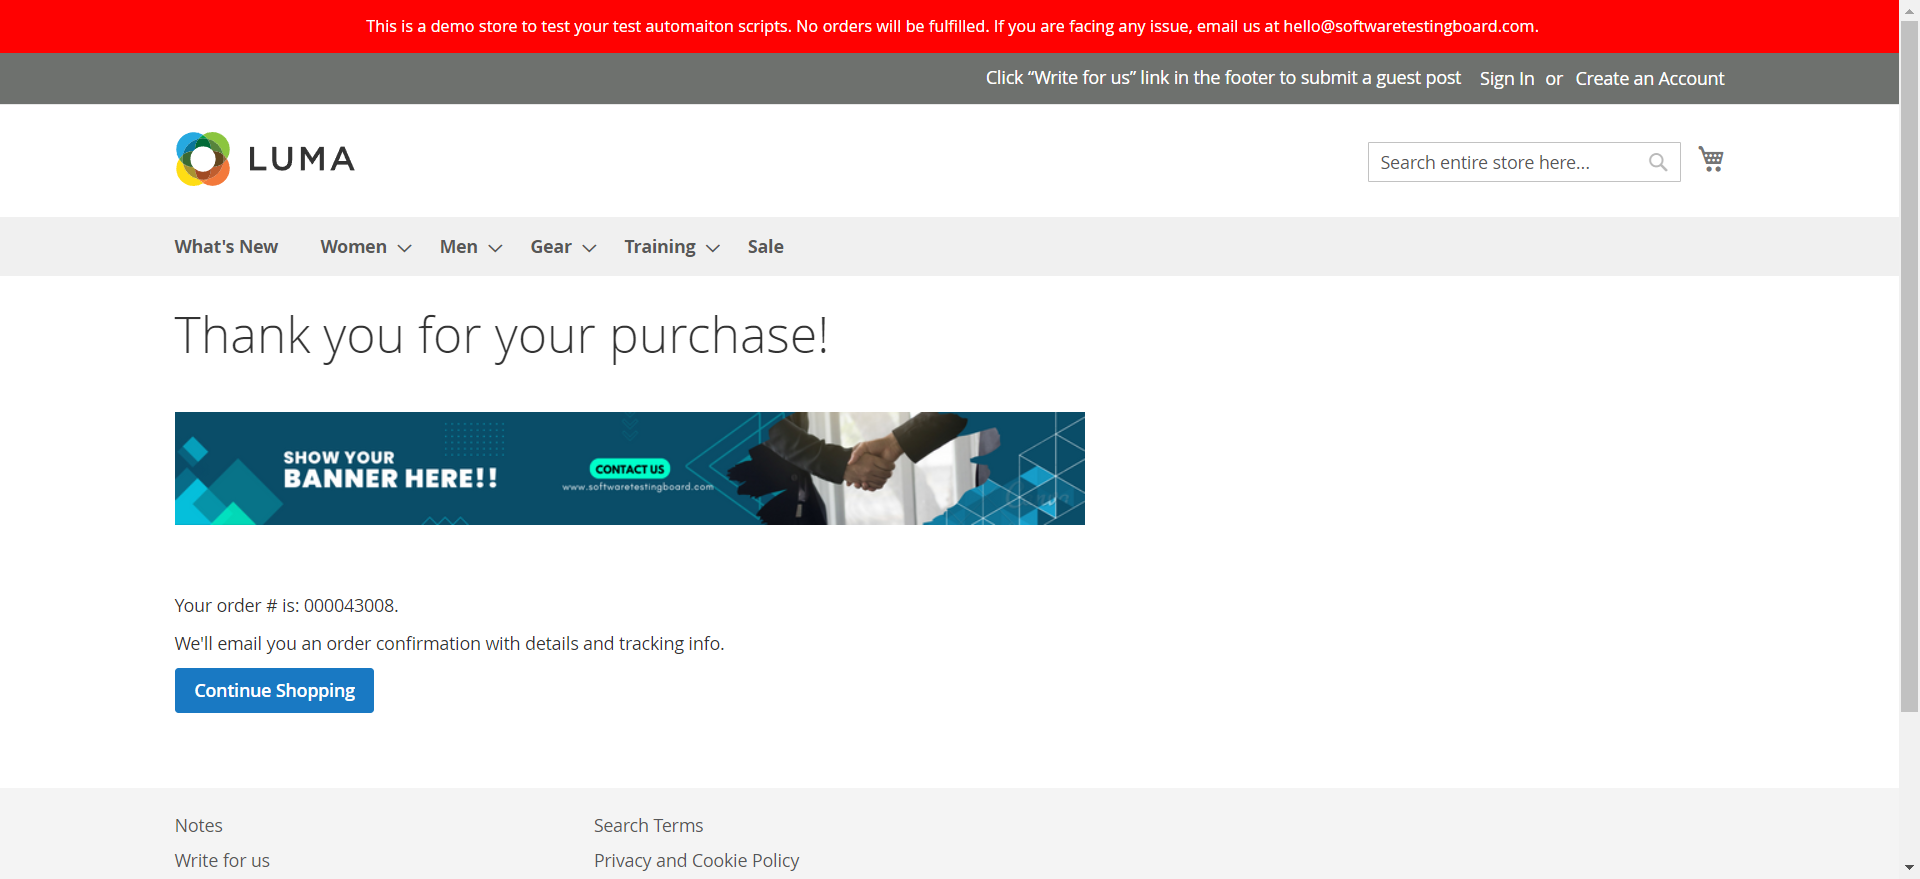 This is a demo store to test your test automaiton scripts. No orders will be fulfilled. If you are facing any issue, email us at hello@softwaretestingboard.com.
Click “Write for us” link in the footer to submit a guest post Sign In or Create an Account
LUMA
Search entire store here...
What's New Women Men Gear Training Sale
Thank you for your purchase!
SHOW YOUR
BANNER HERE!!
CONTACT US
www.softwaretestingboard.com
Your order # is: 000043008.
We'll email you an order confirmation with details and tracking info.
Continue Shopping
Notes
Search Terms
Write for us
Privacy and Cookie Policy